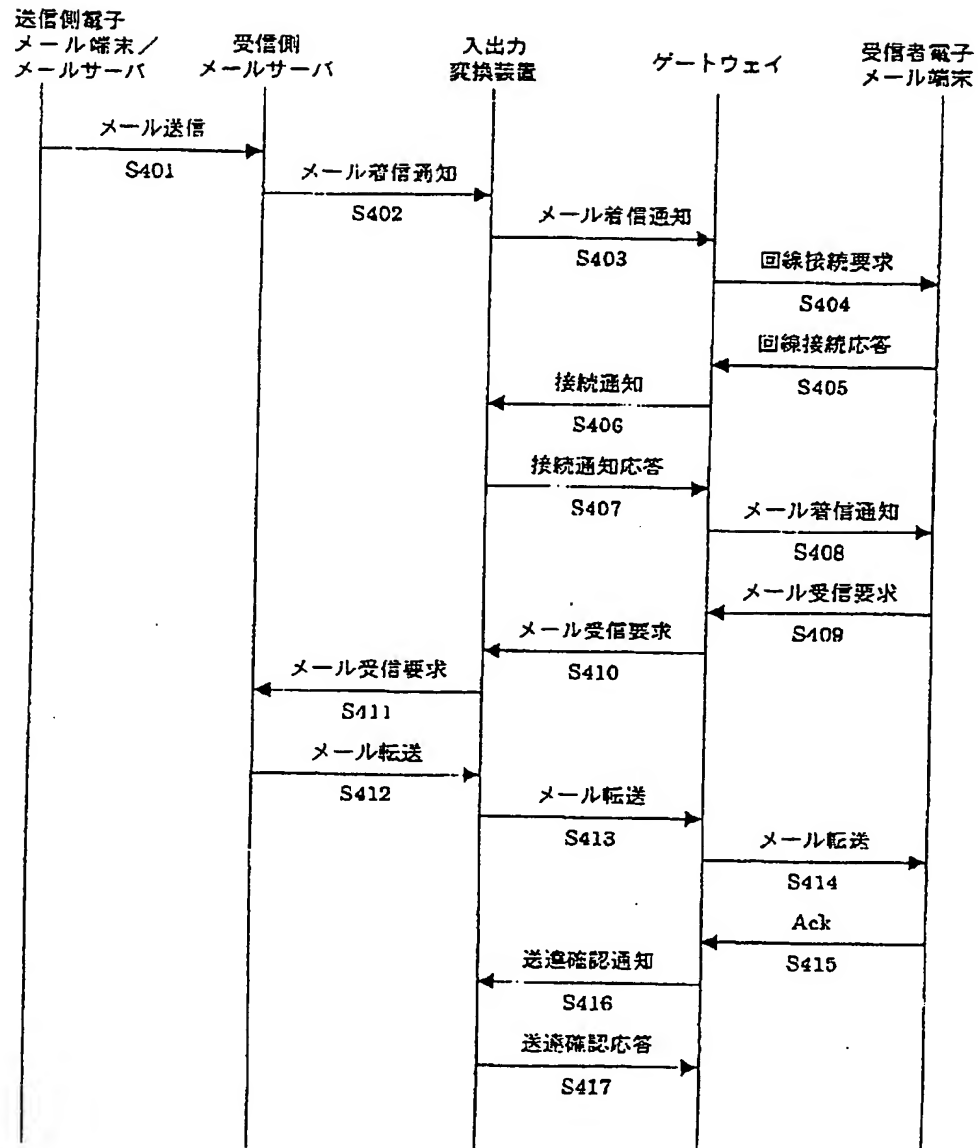 送信側電子
メール端末／
メールサーバ
受信側
メールサーバ
入出力
変換装置
ゲートウェイ
受信者電子
メール端末
メール送信
S401
メール着信通知
S402
メール着信通知
S403
回線接続要求
S404
回線接続応答
S405
接続通知
S406
接続通知応答
S407
メール着信通知
S408
メール受信要求
S409
メール受信要求
S410
メール受信要求
S411
メール転送
S412
メール転送
S413
メール転送
S414
Ack
S415
送達確認通知
S416
送達確認応答
S417